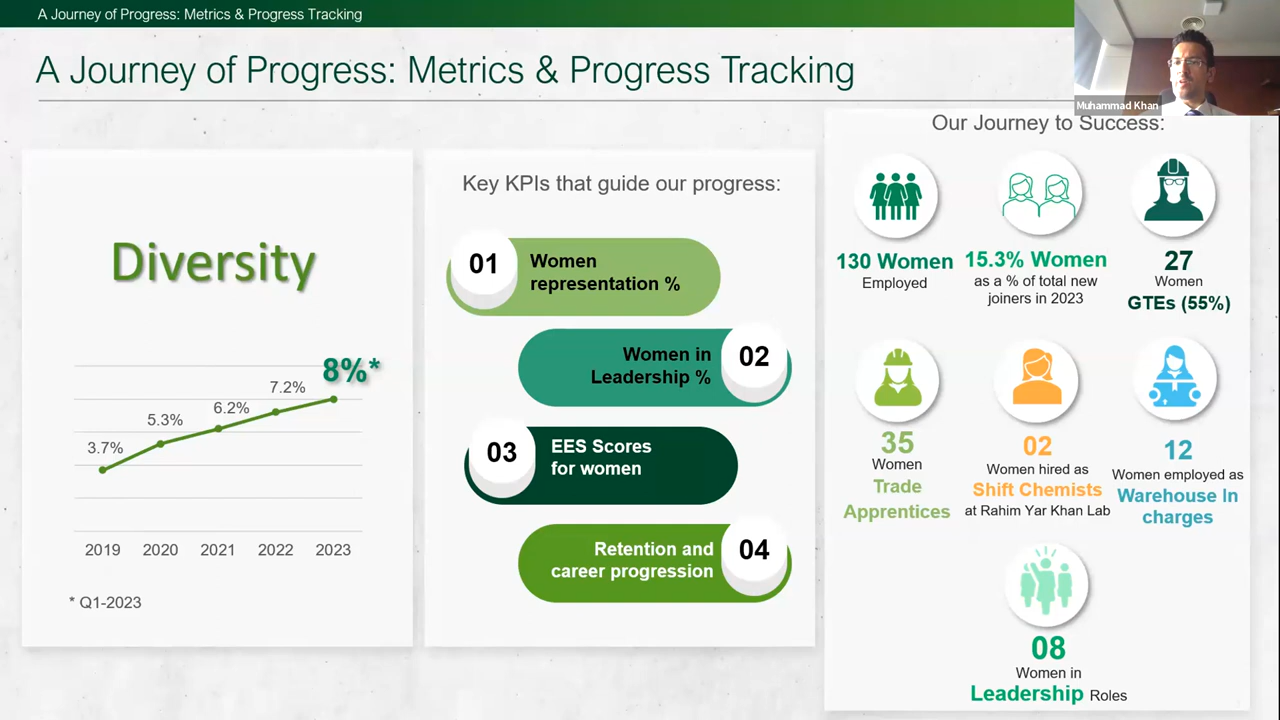 A Journey of Progress: Metrics & Progress Tracking
A Journey of Progress: Metrics & Progress Tracking
Muhammad Khan
Diversity
8%*
7.2%
6.2%
5.3%
3.7%
2019 2020 2021 2022 2023
* Q1-2023
Key KPIs that guide our progress:
01
Women
representation %
Women in
Leadership %
02
03
EES Scores
for women
Retention and
career progression
04
Our Journey to Success:
130 Women
Employed
15.3% Women
as a % of total new
joiners in 2023
27
Women
GTEs (55%)
35
Women
Trade
Apprentices
02
Women hired as
Shift Chemists
at Rahim Yar Khan Lab
12
Women employed as
Warehouse In
charges
08
Women in
Leadership Roles